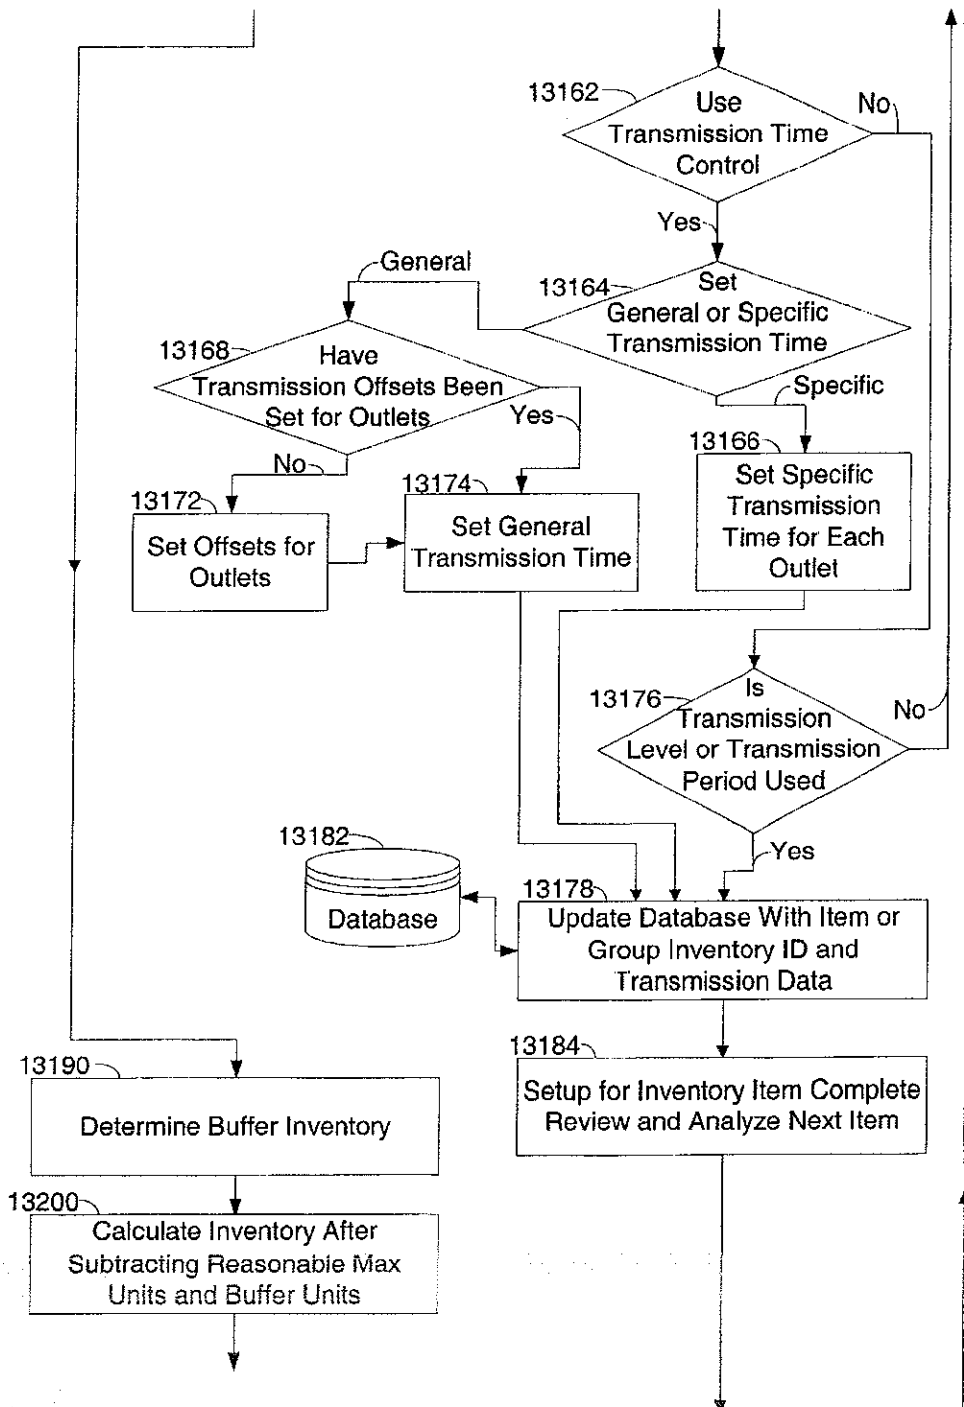 13162
Use
Transmission Time
Control
No
Yes
General
13164
Set
General or Specific
Transmission Time
13168
Have
Transmission Offsets Been
Set for Outlets
Yes
No
Specific
13166
Set Specific
Transmission
Time for Each
Outlet
13172
Set Offsets for
Outlets
13174
Set General
Transmission Time
13176
Is
Transmission
Level or Transmission
Period Used
No
Yes
13182
Database
13178
Update Database With Item or
Group Inventory ID and
Transmission Data
13184
Setup for Inventory Item Complete
Review and Analyze Next Item
13190
Determine Buffer Inventory
13200
Calculate Inventory After
Subtracting Reasonable Max
Units and Buffer Units